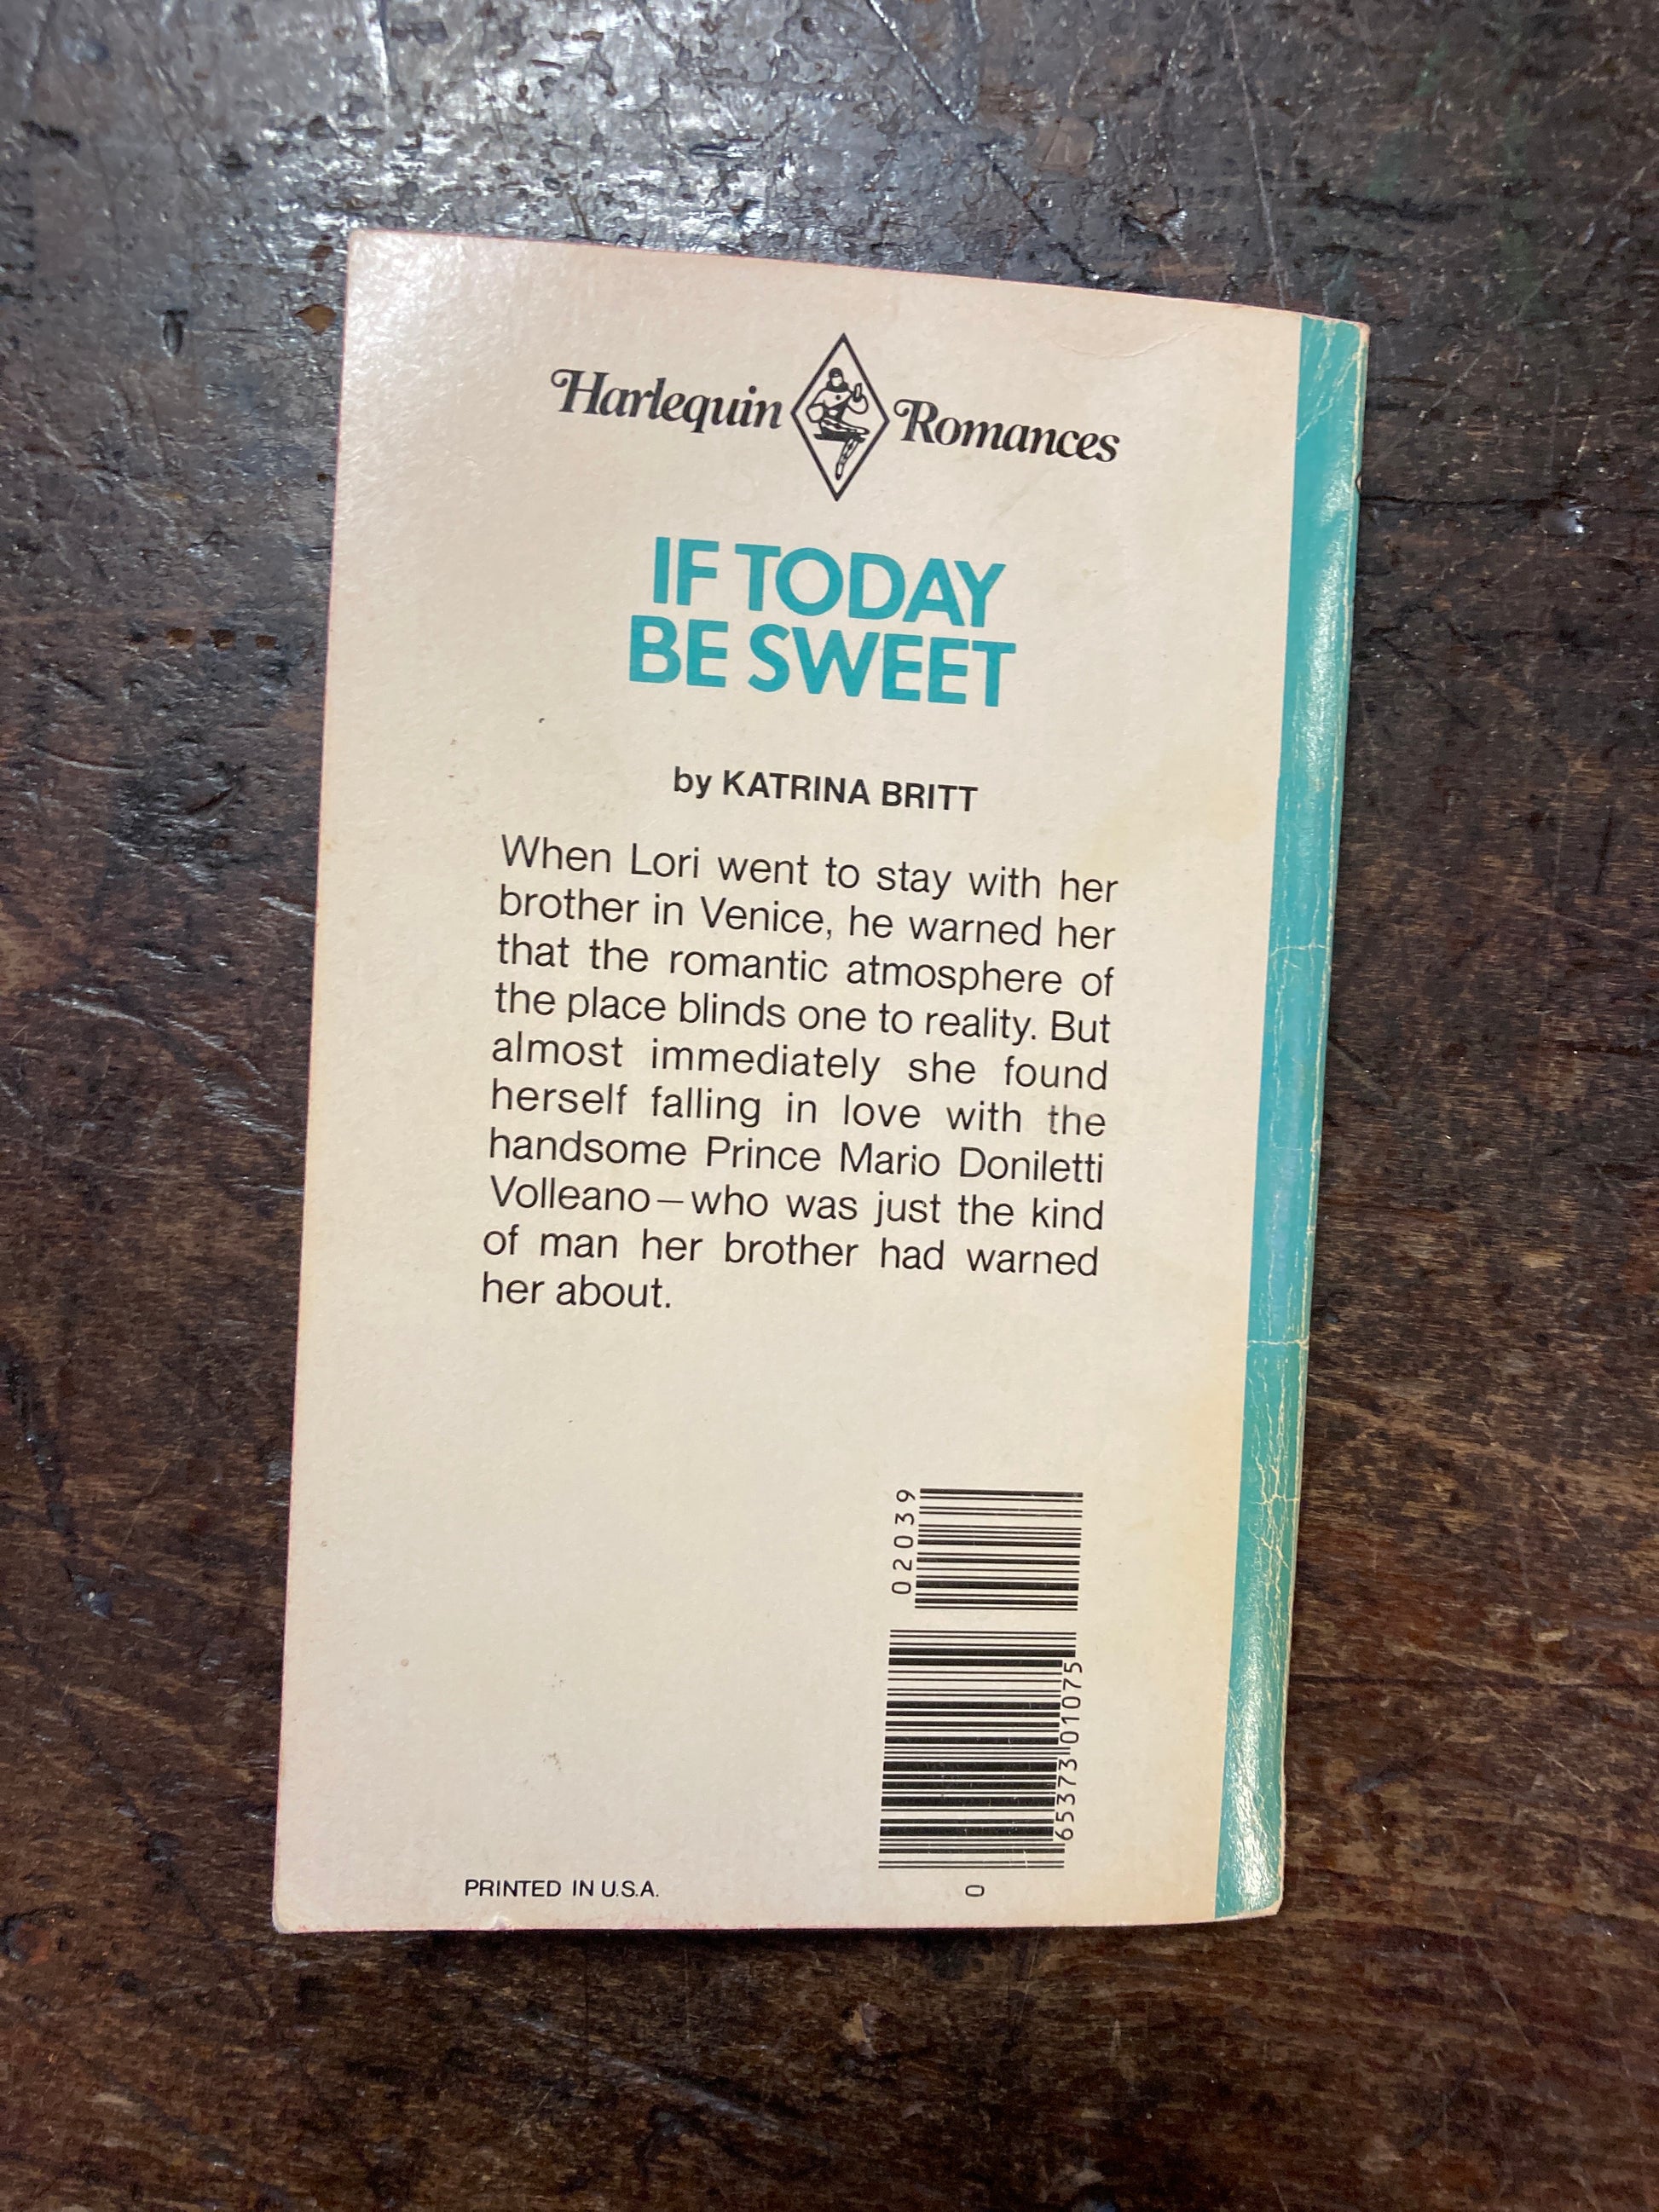 Harlequin Romances
IF TODAY
BE SWEET
by KATRINA BRITT
When Lori went to stay with her
brother in Venice, he warned her
that the romantic atmosphere of
the place blinds one to reality. But
almost immediately she found
herself falling in love with the
handsome Prince Mario Doniletti
Volleano—who was just the kind
of man her brother had warned
her about.
02039
65373 01075
0
PRINTED IN U.S.A.